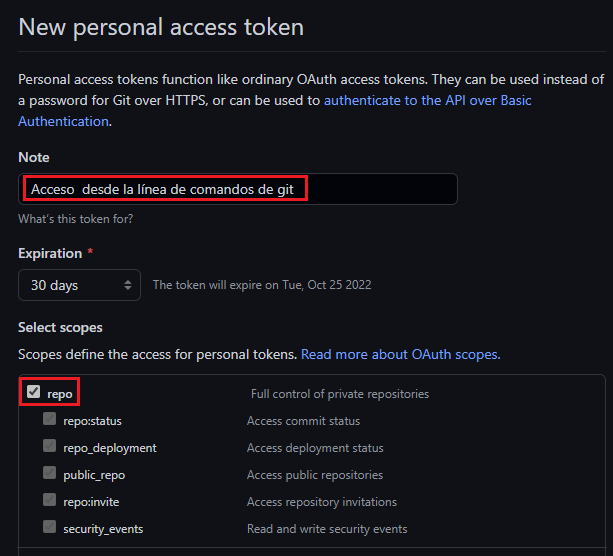 New personal access token
Personal access tokens function like ordinary OAuth access tokens. They can be used instead of
a password for Git over HTTPS, or can be used to authenticate to the API over Basic
Authentication.
Note
Acceso  desde la línea de comandos de git
What's this token for?
Expiration *
30 days The token will expire on Tue, Oct 25 2022
Select scopes
Scopes define the access for personal tokens. Read more about OAuth scopes.
repo Full control of private repositories
repo:status Access commit status
repo_deployment Access deployment status
public_repo Access public repositories
repo:invite Access repository invitations
security_events Read and write security events